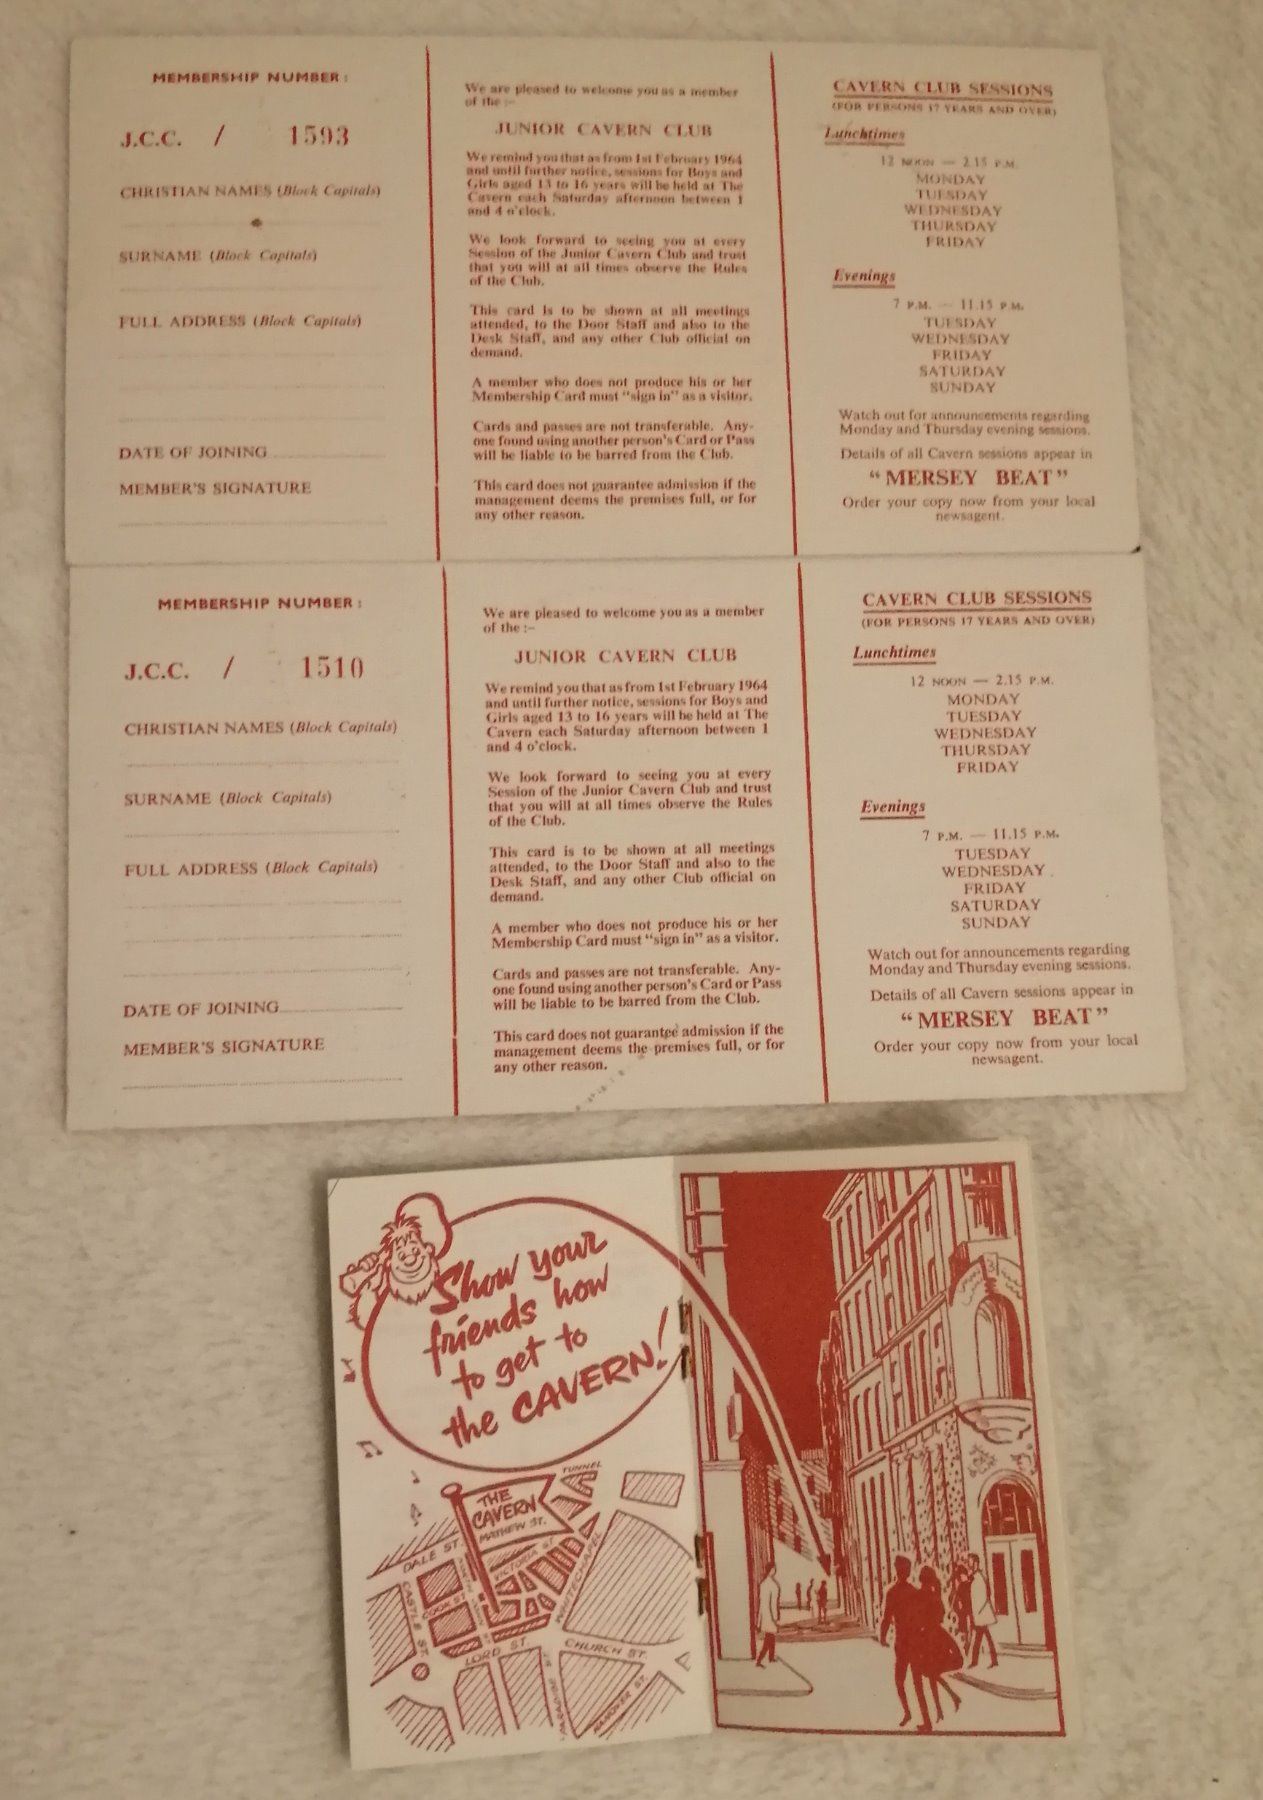 MEMBERSHIP NUMBER:
J.C.C. / 1593
CHRISTIAN NAMES (Block Capitals)
SURNAME (Block Capitals)
FULL ADDRESS (Block Capitals)
DATE OF JOINING
MEMBER'S SIGNATURE
We are pleased to welcome you as a member
of the :-
JUNIOR CAVERN CLUB
We remind you that as from 1st February 1964
and until further notice, sessions for Boys and
Girls aged 13 to 16 years will be held at The
Cavern each Saturday afternoon between 1
and 4 o'clock.
We look forward to seeing you at every
Session of the Junior Cavern Club and trust
that you will at all times observe the Rules
of the Club.
This card is to be shown at all meetings
attended, to the Door Staff and also to the
Desk Staff, and any other Club official on
demand.
A member who does not produce his or her
Membership Card must "sign in" as a visitor.
Cards and passes are not transferable. Any-
one found using another person's Card or Pass
will be liable to be barred from the Club.
This card does not guarantee admission if the
management deems the premises full, or for
any other reason.
CAVERN CLUB SESSIONS
(FOR PERSONS 17 YEARS AND OVER)
Lunchtimes
12 NOON — 2.15 P.M.
MONDAY
TUESDAY
WEDNESDAY
THURSDAY
FRIDAY
Evenings
7 P.M. — 11.15 P.M.
TUESDAY
WEDNESDAY
FRIDAY
SATURDAY
SUNDAY
Watch out for announcements regarding
Monday and Thursday evening sessions.
Details of all Cavern sessions appear in
"MERSEY BEAT"
Order your copy now from your local
newsagent.
MEMBERSHIP NUMBER:
J.C.C. / 1510
CHRISTIAN NAMES (Block Capitals)
SURNAME (Block Capitals)
FULL ADDRESS (Block Capitals)
DATE OF JOINING
MEMBER'S SIGNATURE
We are pleased to welcome you as a member
of the :-
JUNIOR CAVERN CLUB
We remind you that as from 1st February 1964
and until further notice, sessions for Boys and
Girls aged 13 to 16 years will be held at The
Cavern each Saturday afternoon between 1
and 4 o'clock.
We look forward to seeing you at every
Session of the Junior Cavern Club and trust
that you will at all times observe the Rules
of the Club.
This card is to be shown at all meetings
attended, to the Door Staff and also to the
Desk Staff, and any other Club official on
demand.
A member who does not produce his or her
Membership Card must "sign in" as a visitor.
Cards and passes are not transferable. Any-
one found using another person's Card or Pass
will be liable to be barred from the Club.
This card does not guarantee admission if the
management deems the premises full, or for
any other reason.
CAVERN CLUB SESSIONS
(FOR PERSONS 17 YEARS AND OVER)
Lunchtimes
12 NOON — 2.15 P.M.
MONDAY
TUESDAY
WEDNESDAY
THURSDAY
FRIDAY
Evenings
7 P.M. — 11.15 P.M.
TUESDAY
WEDNESDAY
FRIDAY
SATURDAY
SUNDAY
Watch out for announcements regarding
Monday and Thursday evening sessions.
Details of all Cavern sessions appear in
"MERSEY BEAT"
Order your copy now from your local
newsagent.
Show your
friends how
to get to
the CAVERN!
TUNNEL
THE
CAVERN
MATHEW ST.
DALE ST.
VICTORIA ST.
WHITECHAPEL
CASTLE ST.
COOK ST.
LORD ST.
CHURCH ST.
HANOVER ST.